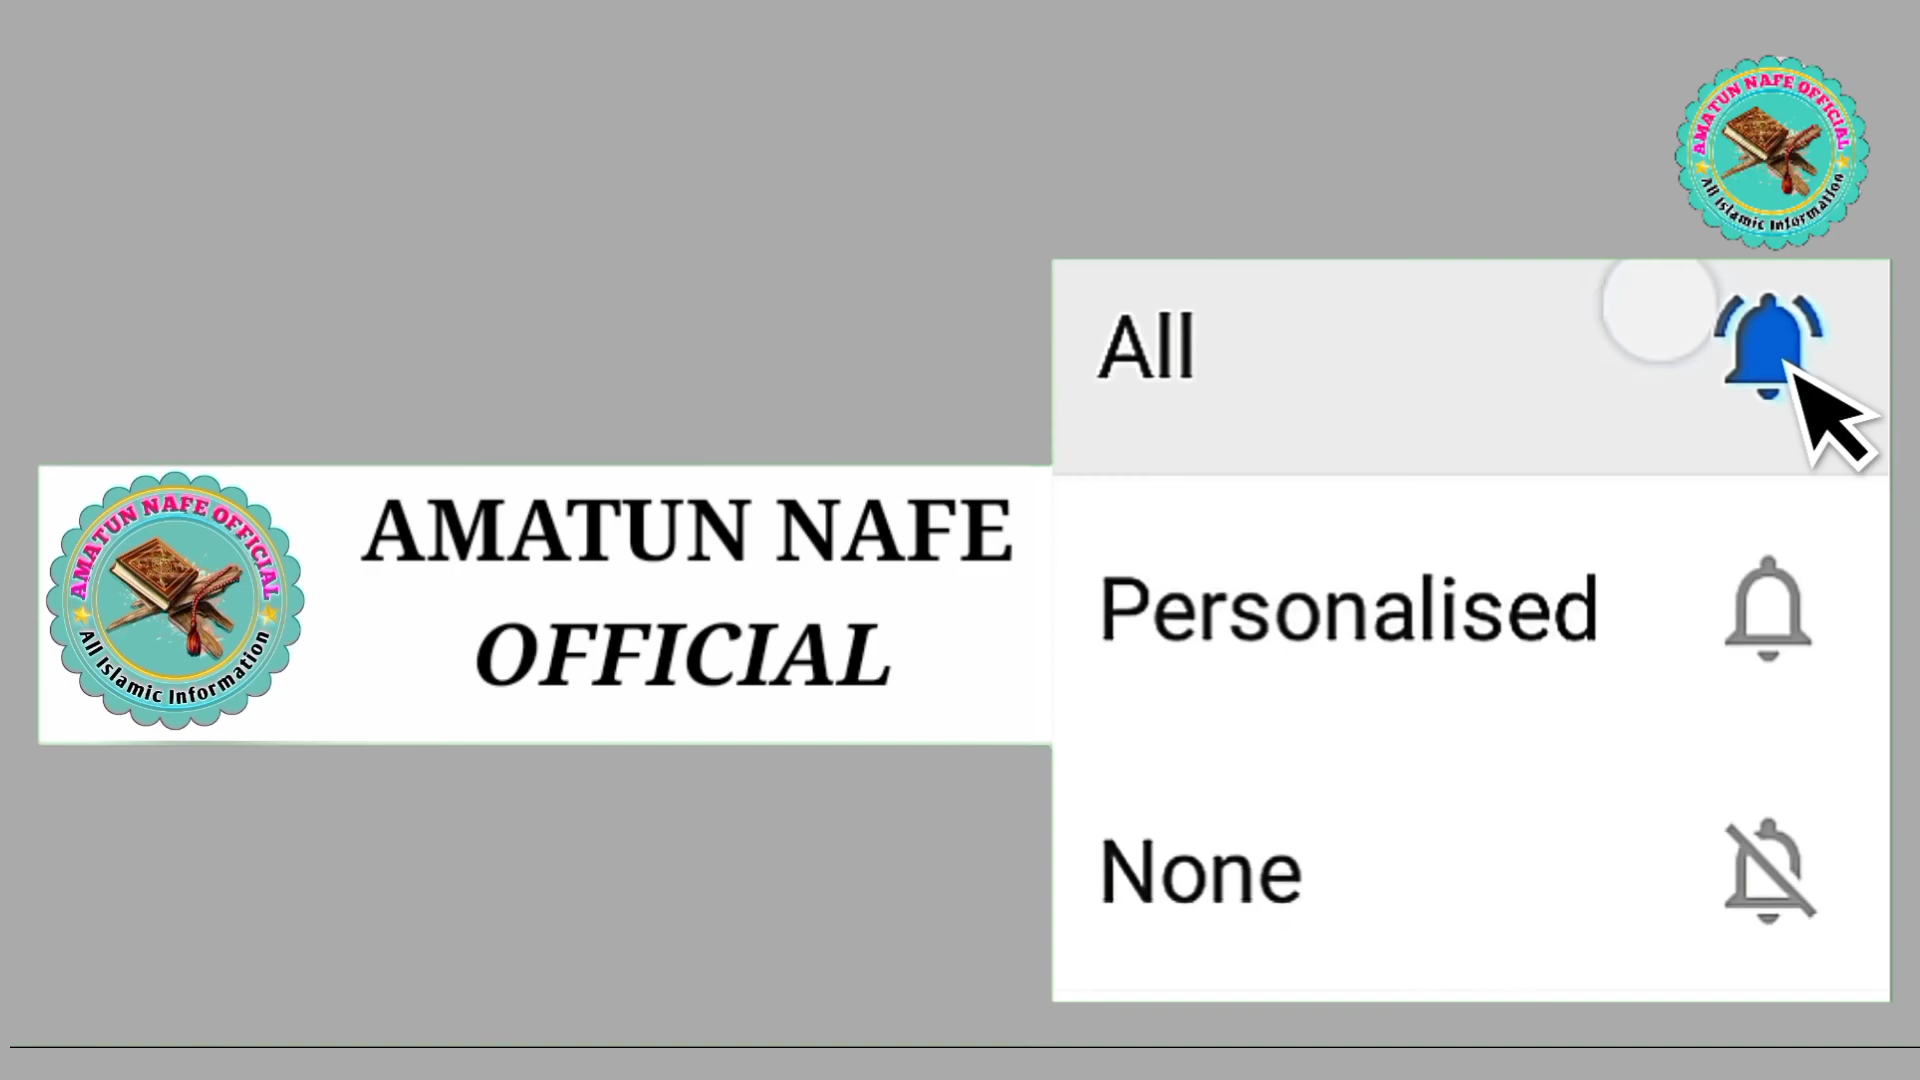 AMATUN NAFE OFFICIAL
All Islamic Information
All
AMATUN NAFE OFFICIAL
All Islamic Information
AMATUN NAFE
OFFICIAL
Personalised
None